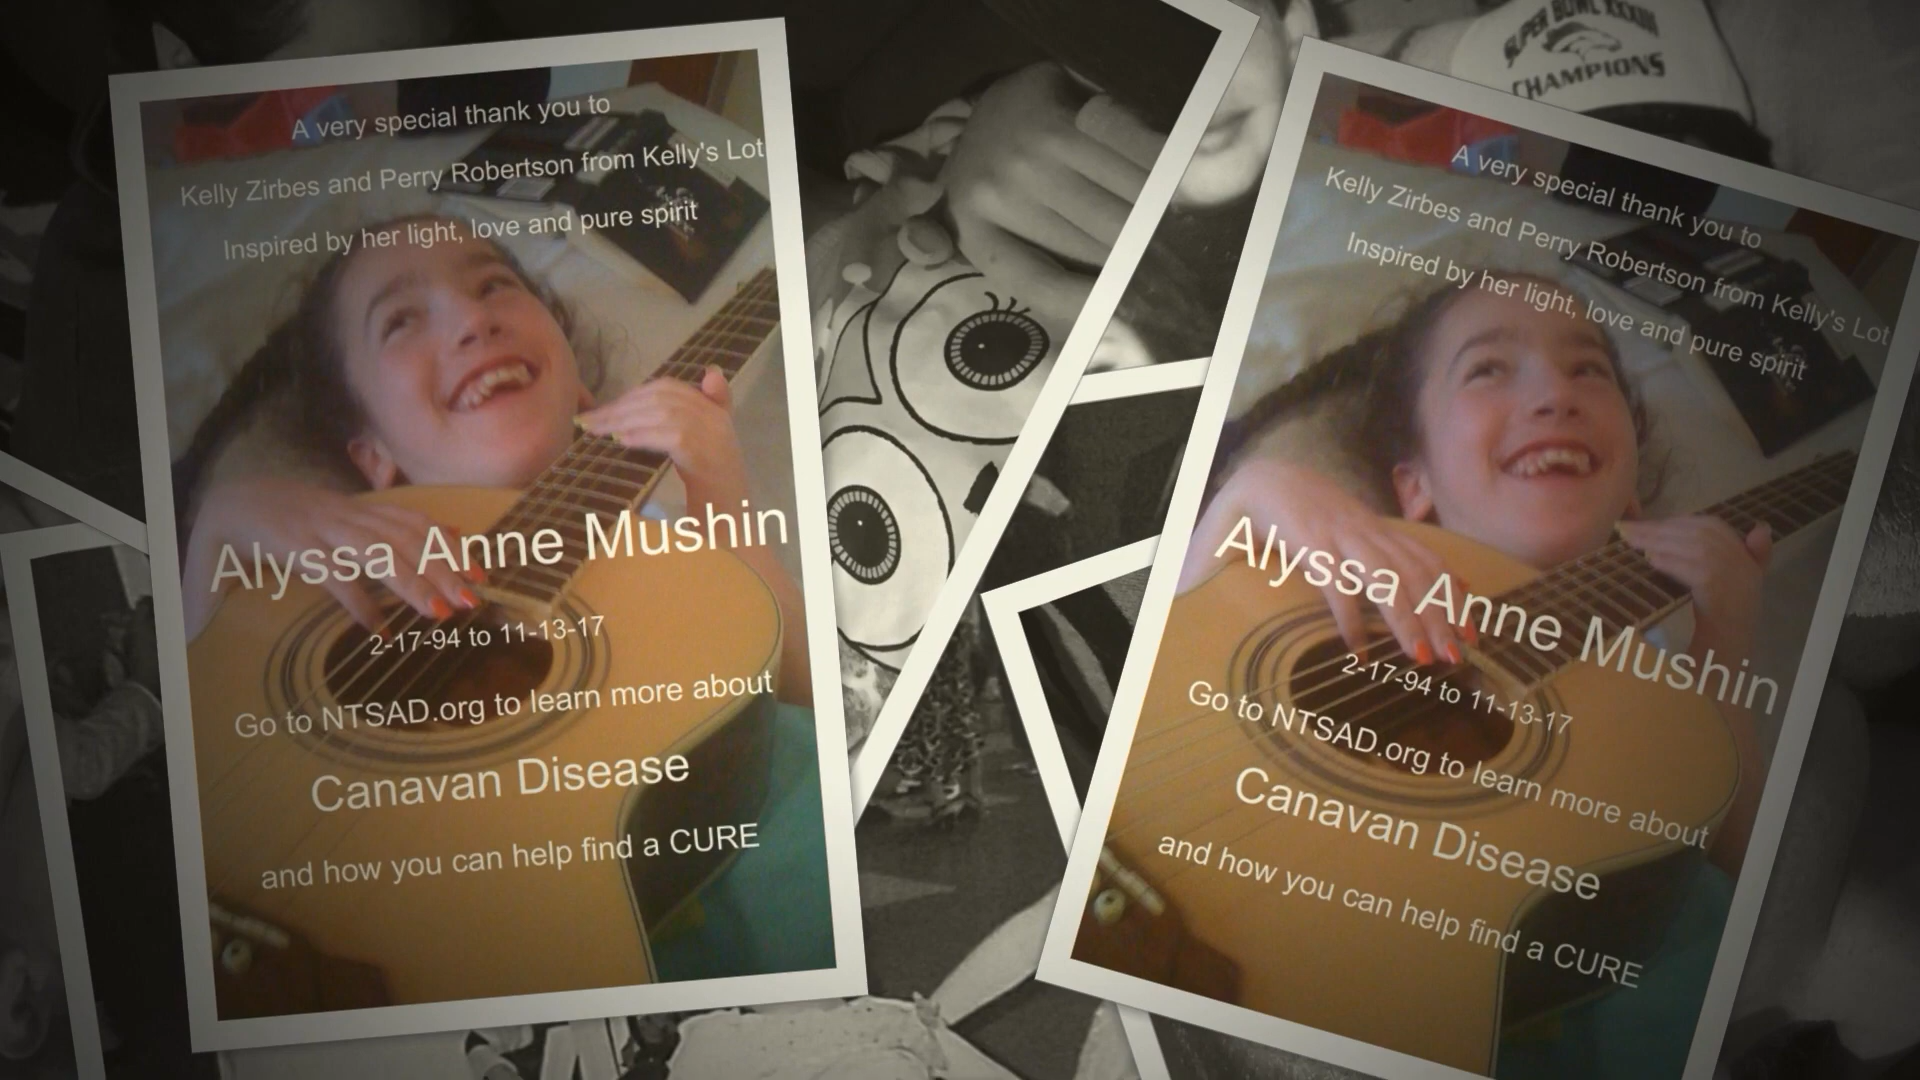 A very special thank you to
Kelly Zirbes and Perry Robertson from Kelly's Lot
Inspired by her light, love and pure spirit
Alyssa Anne Mushin
2-17-94 to 11-13-17
Go to NTSAD.org to learn more about
Canavan Disease
and how you can help find a CURE
SUPER BOWL XXXIII
CHAMPIONS
A very special thank you to
Kelly Zirbes and Perry Robertson from Kelly's Lot
Inspired by her light, love and pure spirit
Alyssa Anne Mushin
2-17-94 to 11-13-17
Go to NTSAD.org to learn more about
Canavan Disease
and how you can help find a CURE